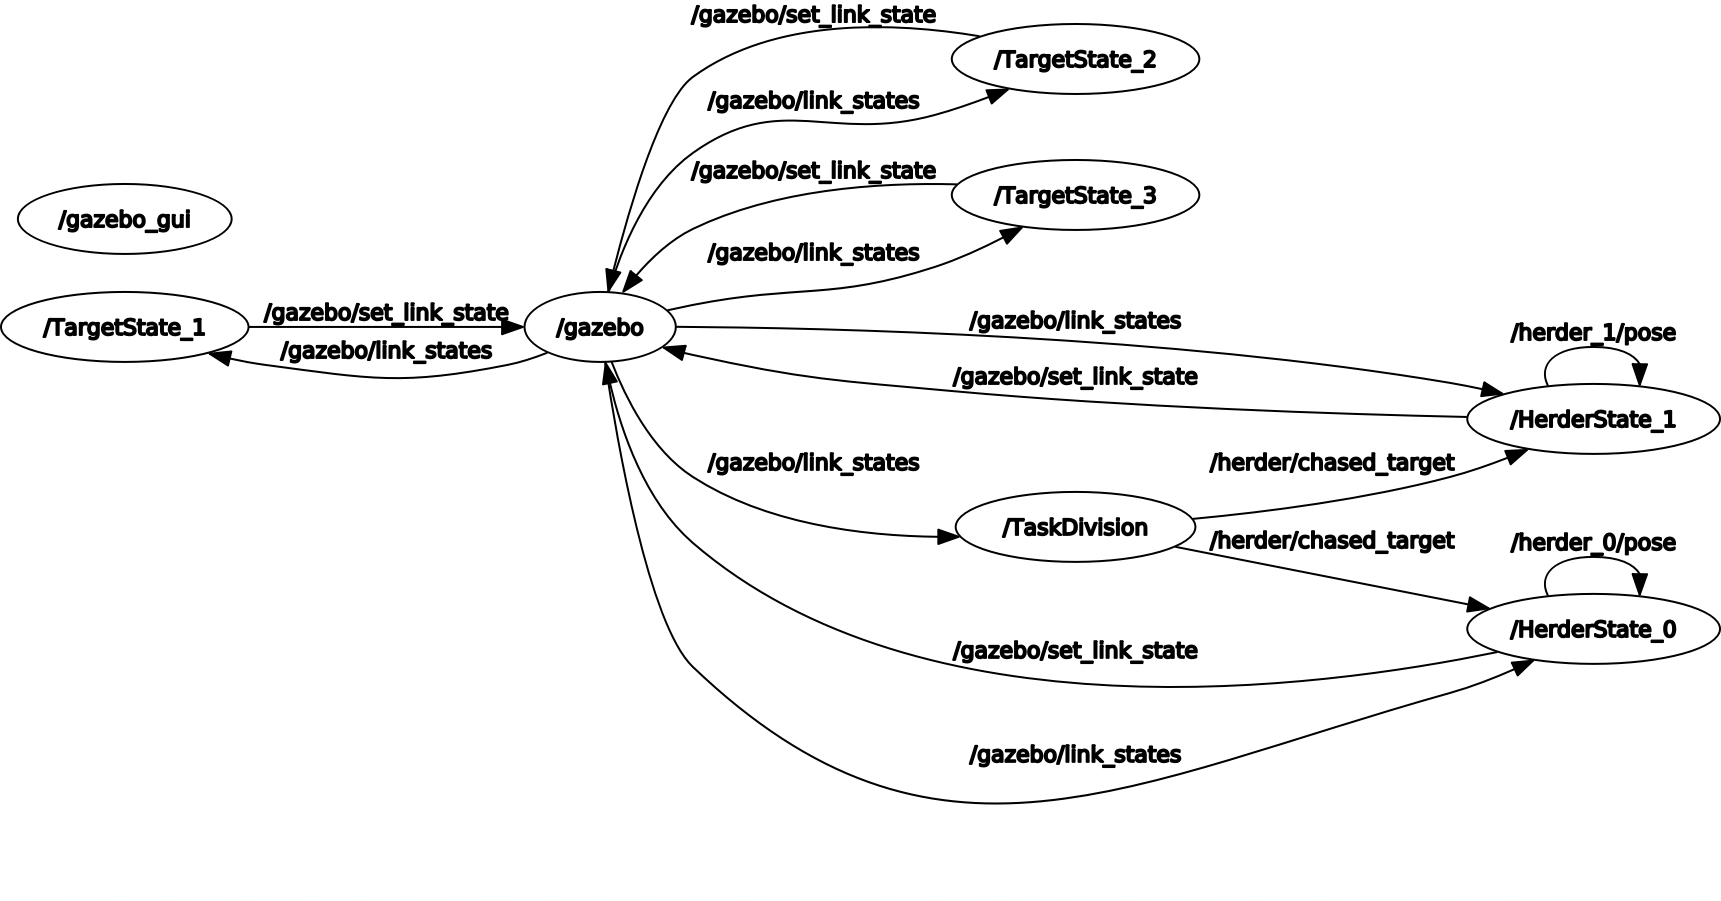 /gazebo/set_link_state
/TargetState_2
/gazebo/link_states
/gazebo/set_link_state
/TargetState_3
/gazebo_gui
/gazebo/link_states
/gazebo/set_link_state
/TargetState_1
/gazebo
/gazebo/link_states
/gazebo/link_states
/herder_1/pose
/gazebo/set_link_state
/HerderState_1
/gazebo/link_states
/herder/chased_target
/TaskDivision
/herder/chased_target
/herder_0/pose
/HerderState_0
/gazebo/set_link_state
/gazebo/link_states